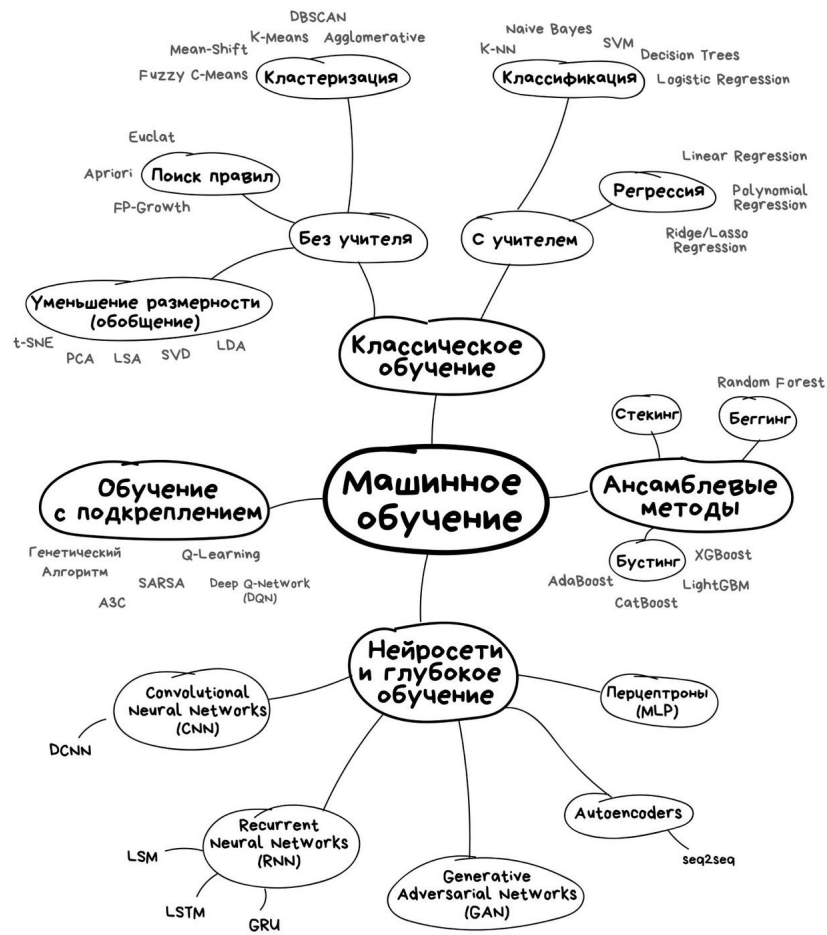 DBSCAN
K-Means
Agglomerative
Mean-Shift
Fuzzy C-Means
Кластеризация
Naive Bayes
K-NN
SVM
Decision Trees
Классификация
Logistic Regression
Euclat
Apriori
Поиск правил
FP-Growth
Linear Regression
Регрессия
Polynomial
Regression
Ridge/Lasso
Regression
Без учителя
С учителем
Уменьшение размерности
(обобщение)
t-SNE
PCA
LSA
SVD
LDA
Классическое
обучение
Random Forest
Стекинг
Беггинг
Машинное
обучение
Обучение
с подкреплением
Генетический
Алгоритм
Q-Learning
SARSA
Deep Q-Network
(DQN)
A3C
Ансамблевые
методы
Бустинг
XGBoost
AdaBoost
LightGBM
CatBoost
Нейросети
и глубокое
обучение
Convolutional
Neural Networks
(CNN)
DCNN
Перцептроны
(MLP)
Recurrent
Neural Networks
(RNN)
LSM
LSTM
GRU
Autoencoders
seq2seq
Generative
Adversarial Networks
(GAN)